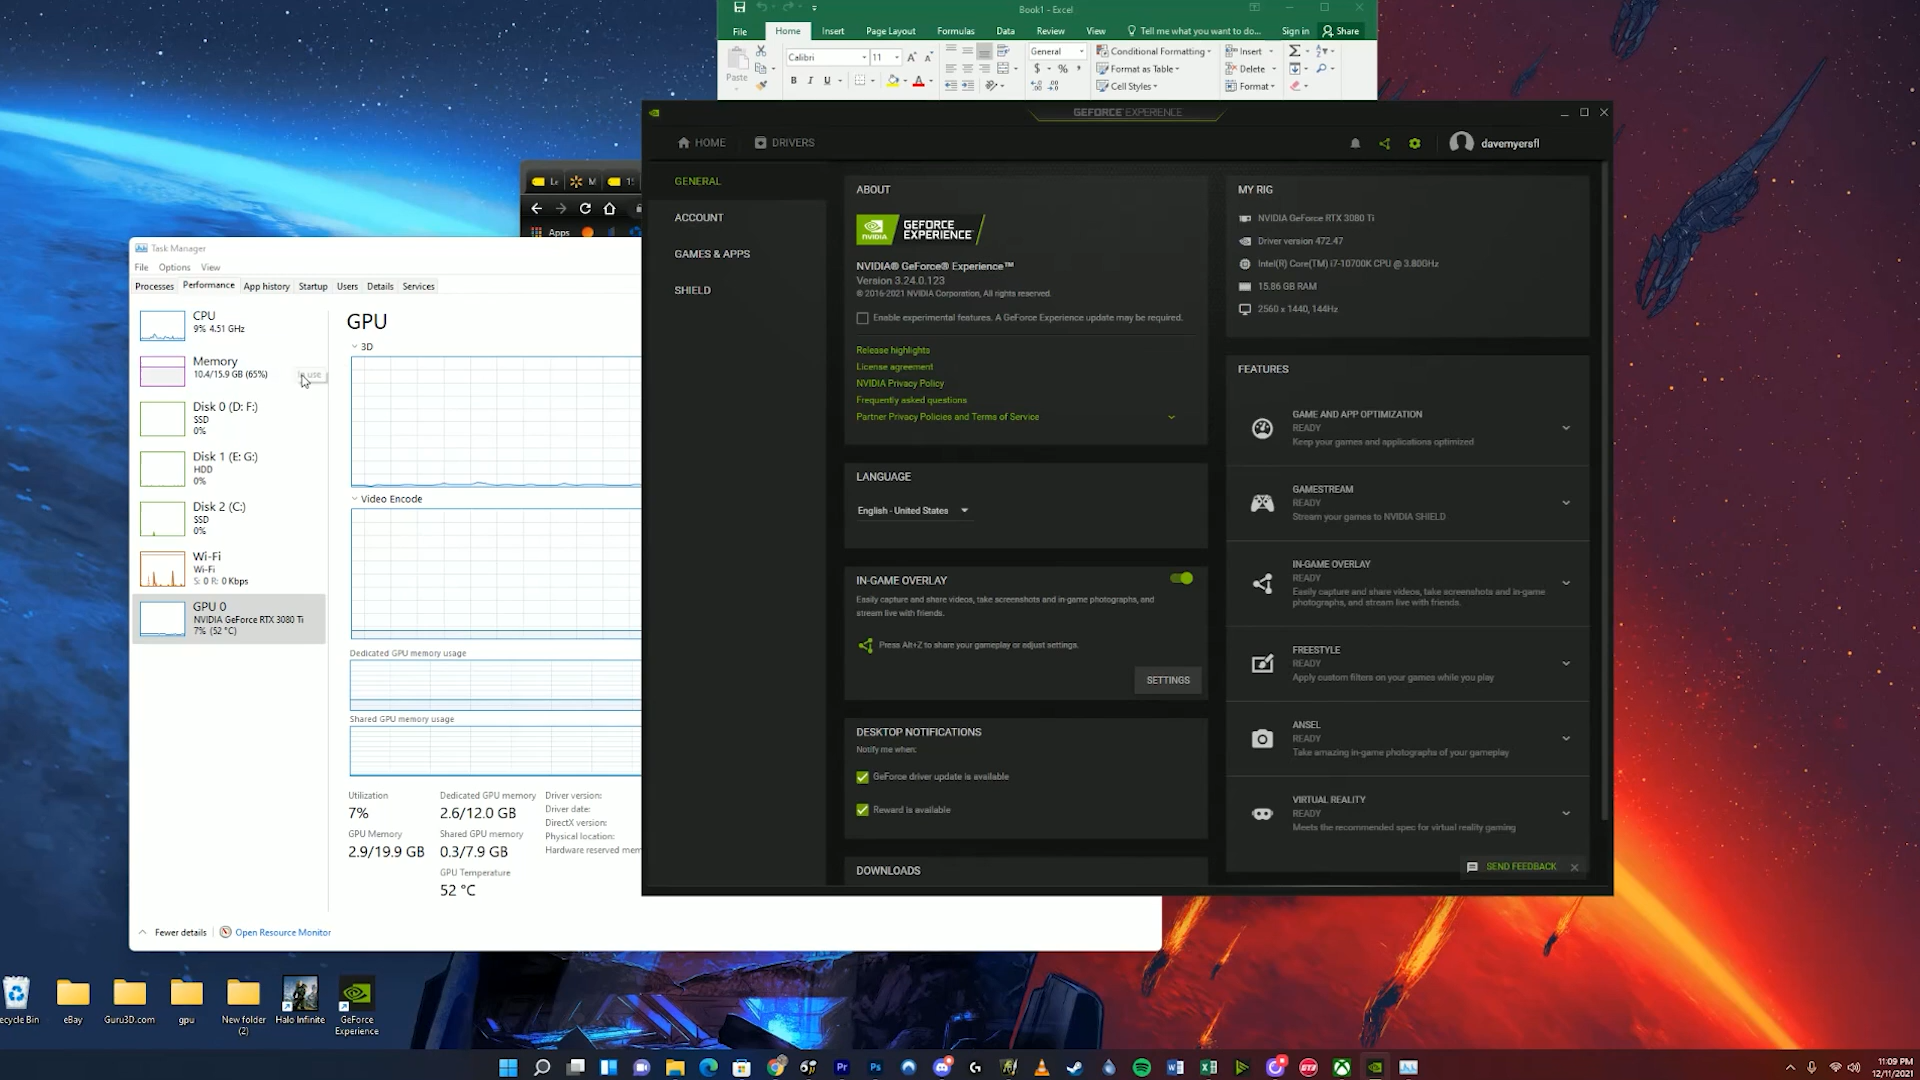 Book1 - Excel
File
Home
Insert
Page Layout
Formulas
Data
Review
View
Tell me what you want to do...
Sign in
Share
Paste
Calibri
11
B I U
General
$ % ,
Conditional Formatting
Format as Table
Cell Styles
Insert
Delete
Format
GEFORCE EXPERIENCE
HOME
DRIVERS
davemyersfl
GENERAL
ACCOUNT
GAMES & APPS
SHIELD
ABOUT
NVIDIA
GEFORCE
EXPERIENCE
NVIDIA® GeForce® Experience™
Version 3.24.0.123
© 2016-2021 NVIDIA Corporation, All rights reserved.
Enable experimental features. A GeForce Experience update may be required.
Release highlights
License agreement
NVIDIA Privacy Policy
Frequently asked questions
Partner Privacy Policies and Terms of Service
LANGUAGE
English - United States
IN-GAME OVERLAY
Easily capture and share videos, take screenshots and in-game photographs, and
stream live with friends.
Press Alt+Z to share your gameplay or adjust settings.
SETTINGS
DESKTOP NOTIFICATIONS
Notify me when:
GeForce driver update is available
Reward is available
DOWNLOADS
MY RIG
NVIDIA GeForce RTX 3080 Ti
Driver version 472.47
Intel(R) Core(TM) i7-10700K CPU @ 3.80GHz
15.86 GB RAM
2560 x 1440, 144Hz
FEATURES
GAME AND APP OPTIMIZATION
READY
Keep your games and applications optimized
GAMESTREAM
READY
Stream your games to NVIDIA SHIELD
IN-GAME OVERLAY
READY
Easily capture and share videos, take screenshots and in-game
photographs, and stream live with friends.
FREESTYLE
READY
Apply custom filters on your games while you play
ANSEL
READY
Take amazing in-game photographs of your gameplay
VIRTUAL REALITY
READY
Meets the recommended spec for virtual reality gaming
SEND FEEDBACK
Apps
Task Manager
File
Options
View
Processes
Performance
App history
Startup
Users
Details
Services
CPU
9% 4.51 GHz
Memory
10.4/15.9 GB (65%)
In use
Disk 0 (D: F:)
SSD
0%
Disk 1 (E: G:)
HDD
0%
Disk 2 (C:)
SSD
0%
Wi-Fi
Wi-Fi
S: 0 R: 0 Kbps
GPU 0
NVIDIA GeForce RTX 3080 Ti
7% (52 °C)
GPU
3D
Video Encode
Dedicated GPU memory usage
Shared GPU memory usage
Utilization
7%
GPU Memory
2.9/19.9 GB
Dedicated GPU memory
2.6/12.0 GB
Shared GPU memory
0.3/7.9 GB
GPU Temperature
52 °C
Driver version:
Driver date:
DirectX version:
Physical location:
Hardware reserved mem
Fewer details
Open Resource Monitor
ecycle Bin
eBay
Guru3D.com
gpu
New folder
(2)
Halo Infinite
GeForce
Experience
11:09 PM
12/11/2021